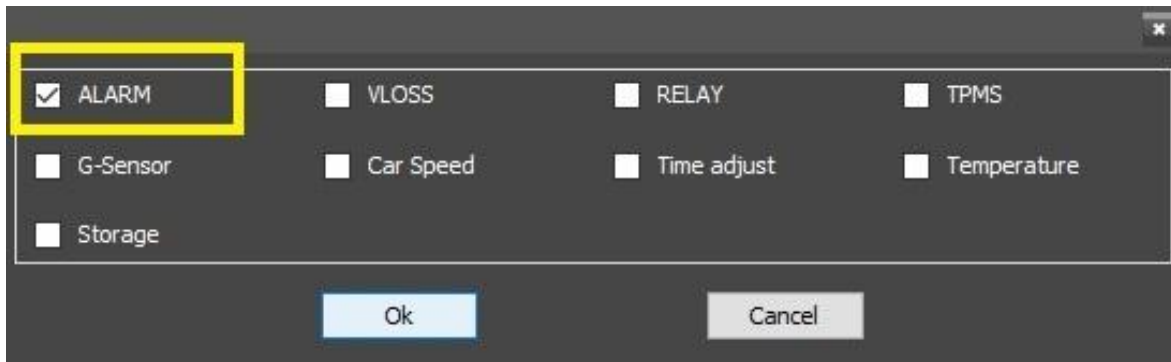 ALARM VLOSS RELAY TPMS
G-Sensor Car Speed Time adjust Temperature
Storage
Ok Cancel